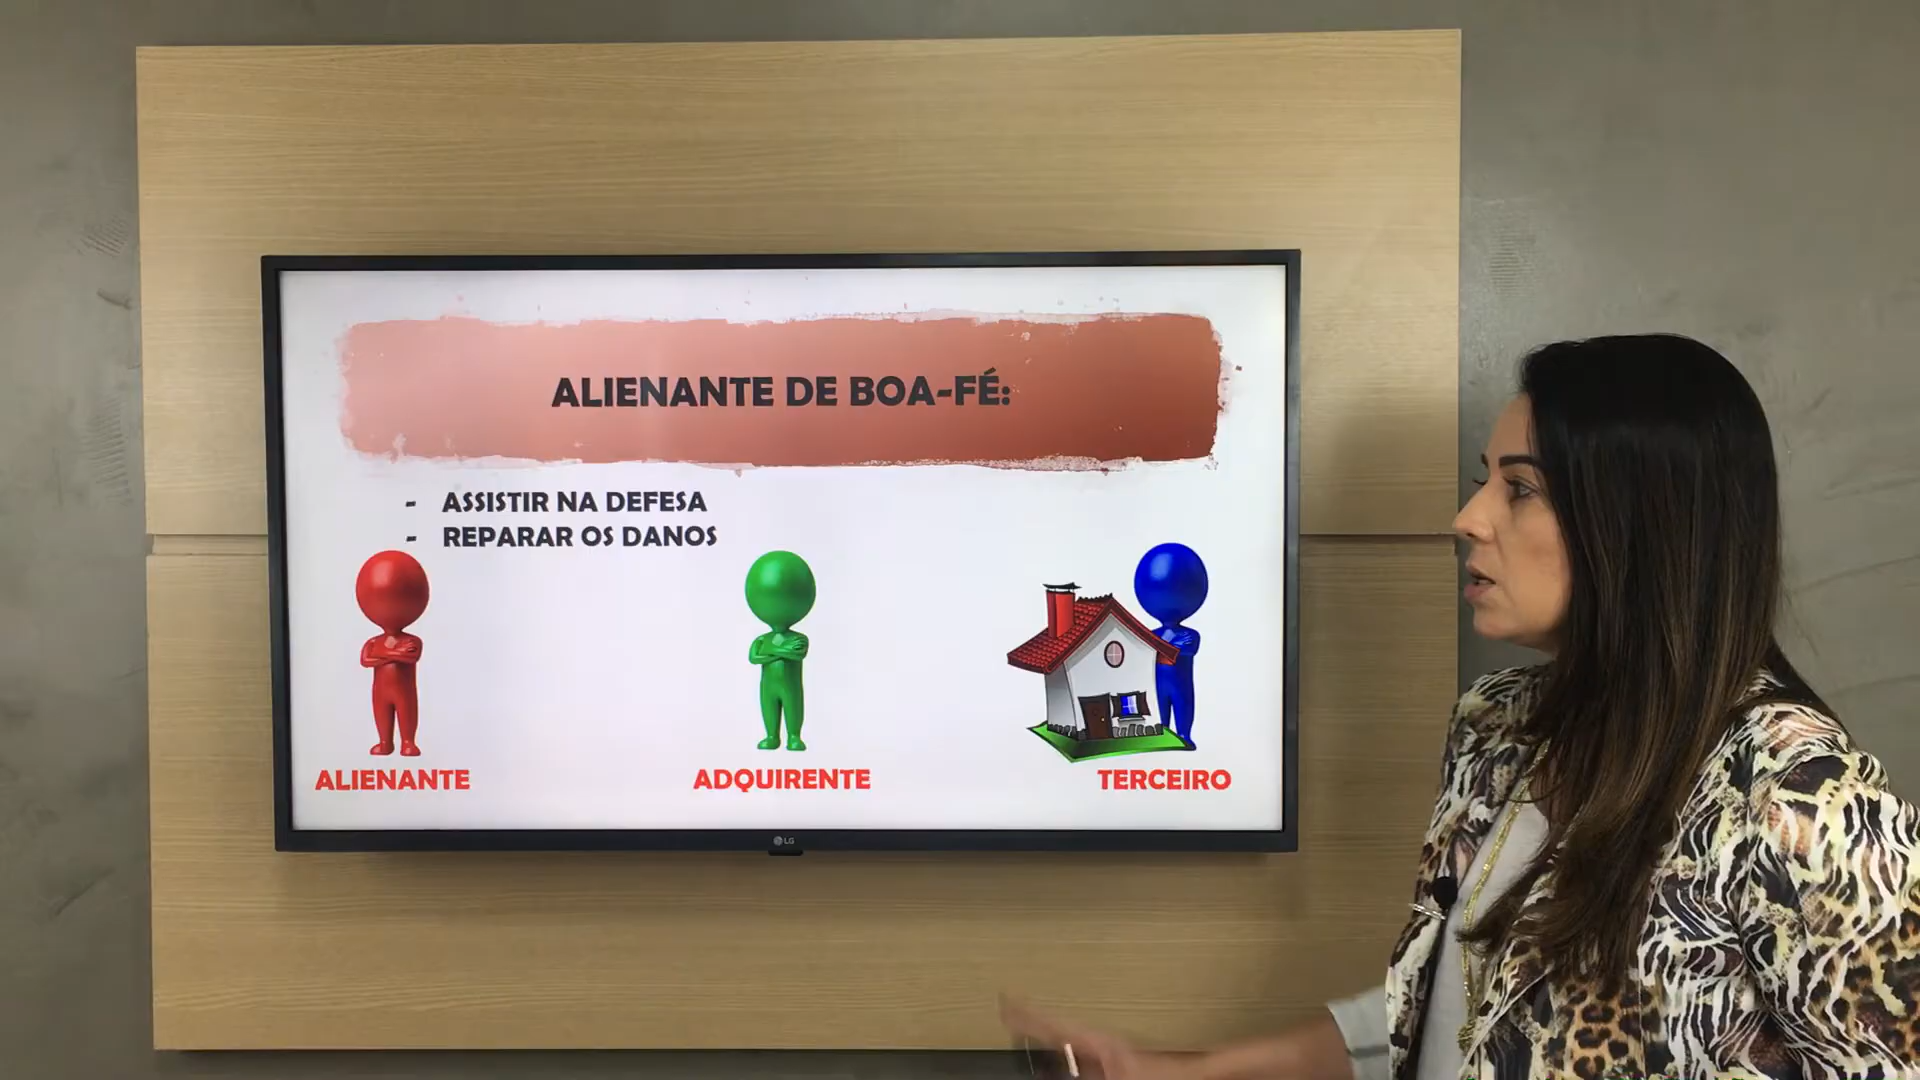 ALIENANTE DE BOA-FÉ:
- ASSISTIR NA DEFESA
- REPARAR OS DANOS
ALIENANTE
ADQUIRENTE
TERCEIRO
LG